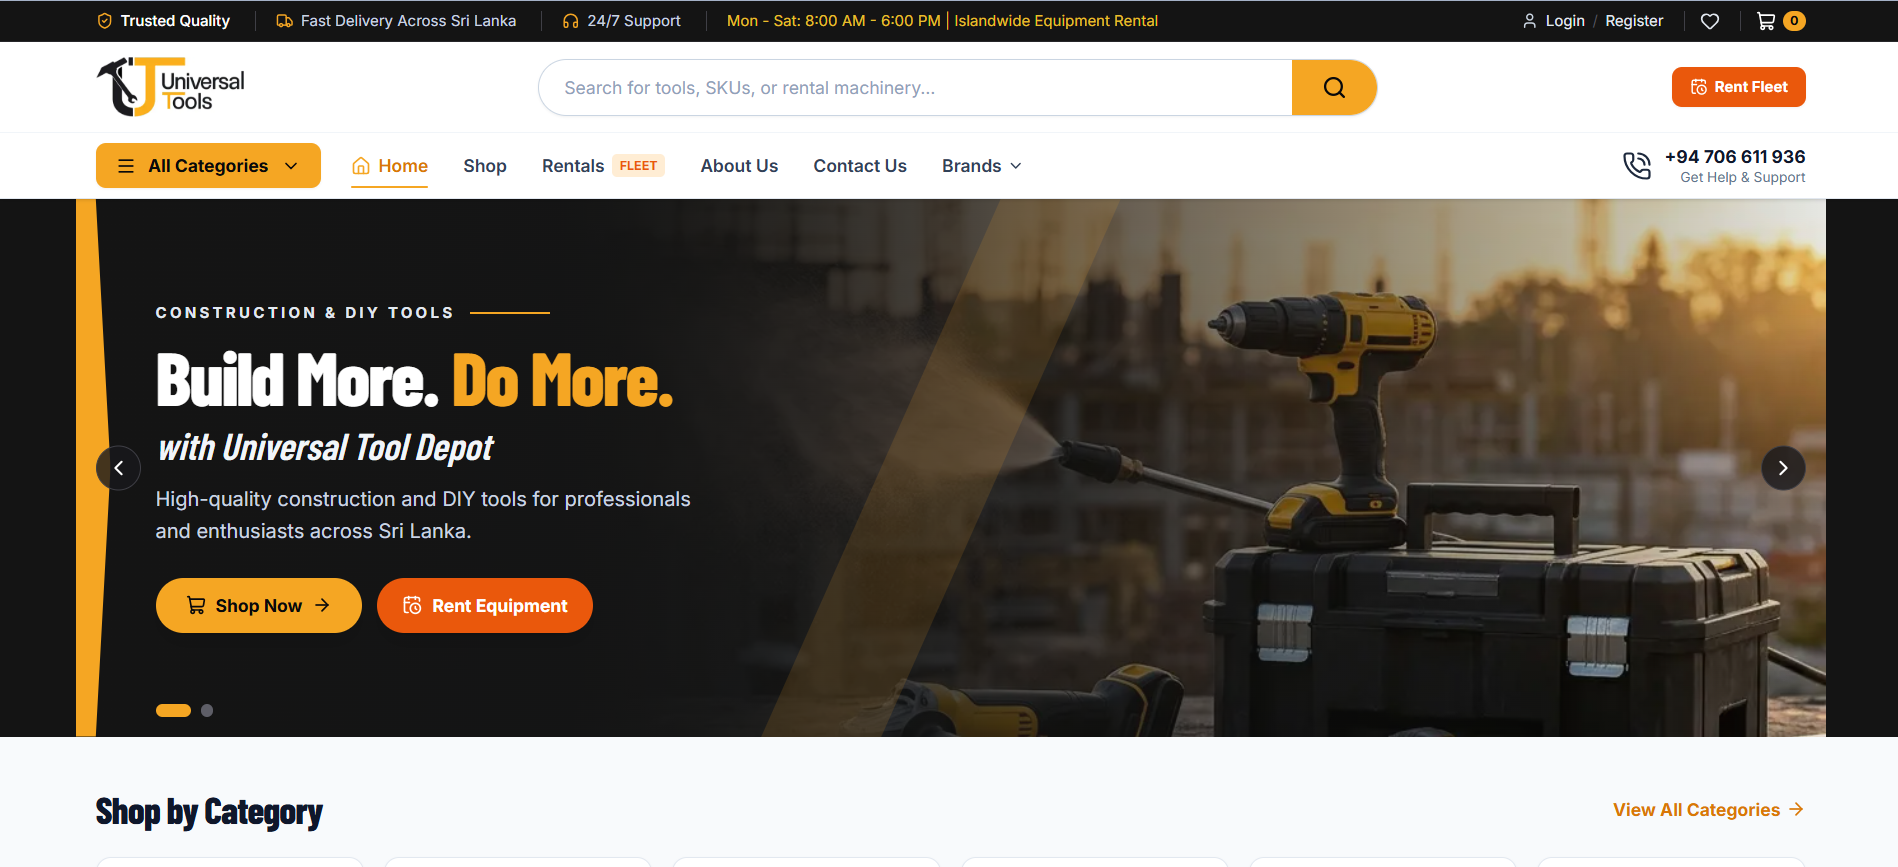 Trusted Quality
Fast Delivery Across Sri Lanka
24/7 Support
Mon - Sat: 8:00 AM - 6:00 PM | Islandwide Equipment Rental
Login / Register
0
Universal
Tools
Search for tools, SKUs, or rental machinery...
Rent Fleet
All Categories
Home
Shop
Rentals FLEET
About Us
Contact Us
Brands
+94 706 611 936
Get Help & Support
CONSTRUCTION & DIY TOOLS
Build More. Do More.
with Universal Tool Depot
High-quality construction and DIY tools for professionals
and enthusiasts across Sri Lanka.
Shop Now
Rent Equipment
Shop by Category
View All Categories